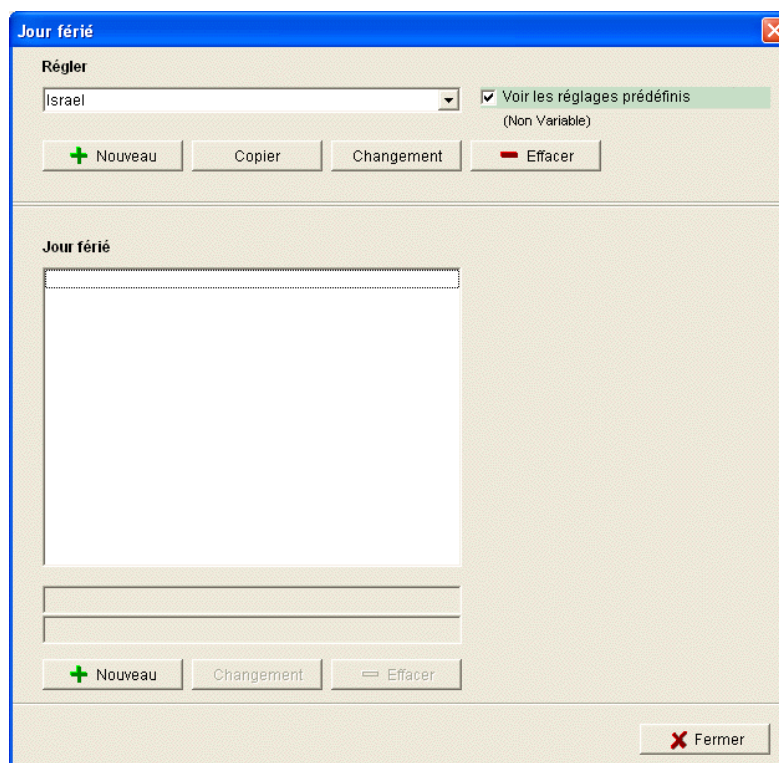 Jour férié
Régler
Israel
Voir les réglages prédéfinis
(Non Variable)
Nouveau Copier Changement Effacer
Jour férié
Nouveau Changement Effacer
Fermer